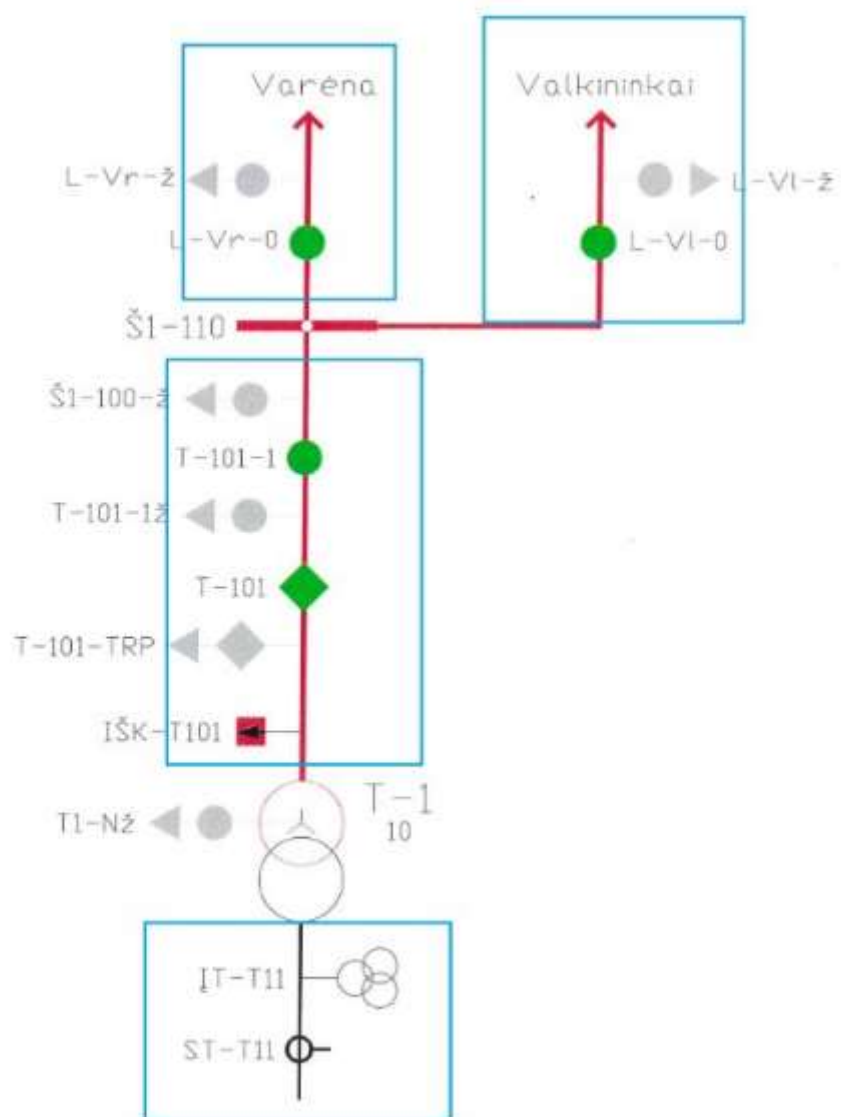 Varėna
Valkininkai
L-Vr-ž
L-Vl-ž
L-Vr-0
L-Vl-0
Š1-110
Š1-100-ž
T-101-1
T-101-1ž
T-101
T-101-TRP
IŠK-T101
T-1
10
T1-Nž
ĮT-T11
ST-T11